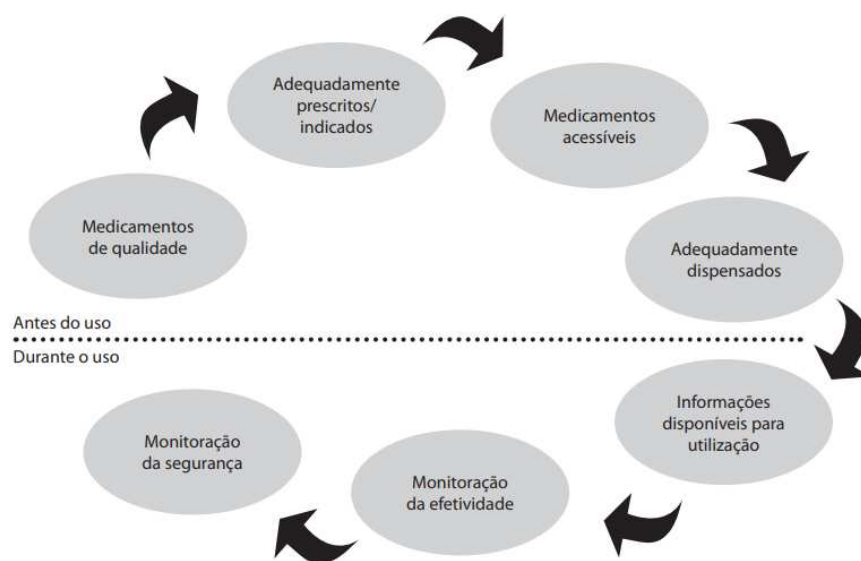 Adequadamente
prescritos/
indicados
Medicamentos
acessíveis
Medicamentos
de qualidade
Adequadamente
dispensados
Antes do uso
Durante o uso
Informações
disponíveis para
utilização
Monitoração
da efetividade
Monitoração
da segurança